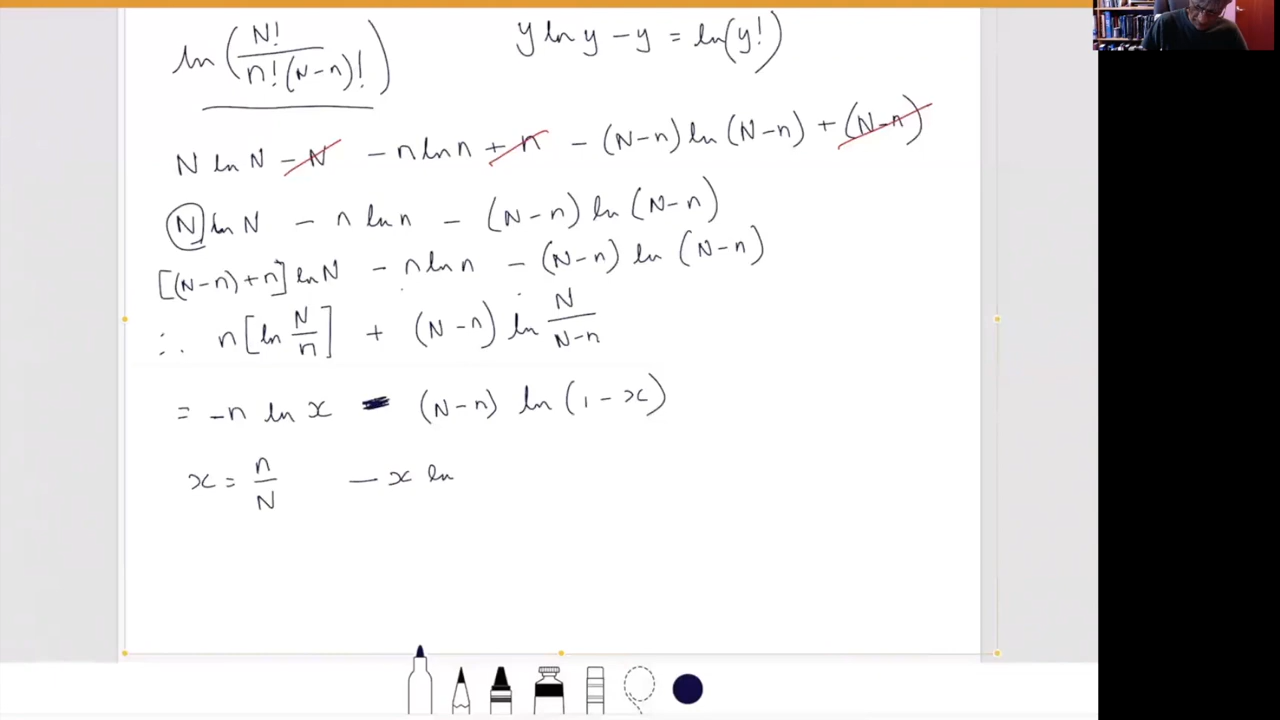 ln(N!/n!(N-n)!) y ln y - y = ln(y!)
N ln N - N - n ln n + n - (N-n) ln (N-n) + (N-n)
N ln N - n ln n - (N-n) ln (N-n)
[(N-n)+n] ln N - n ln n - (N-n) ln (N-n)
∴ n[ln N/n] + (N-n) ln N/N-n
= -n ln x - (N-n) ln (1-x)
x = n/N - x ln